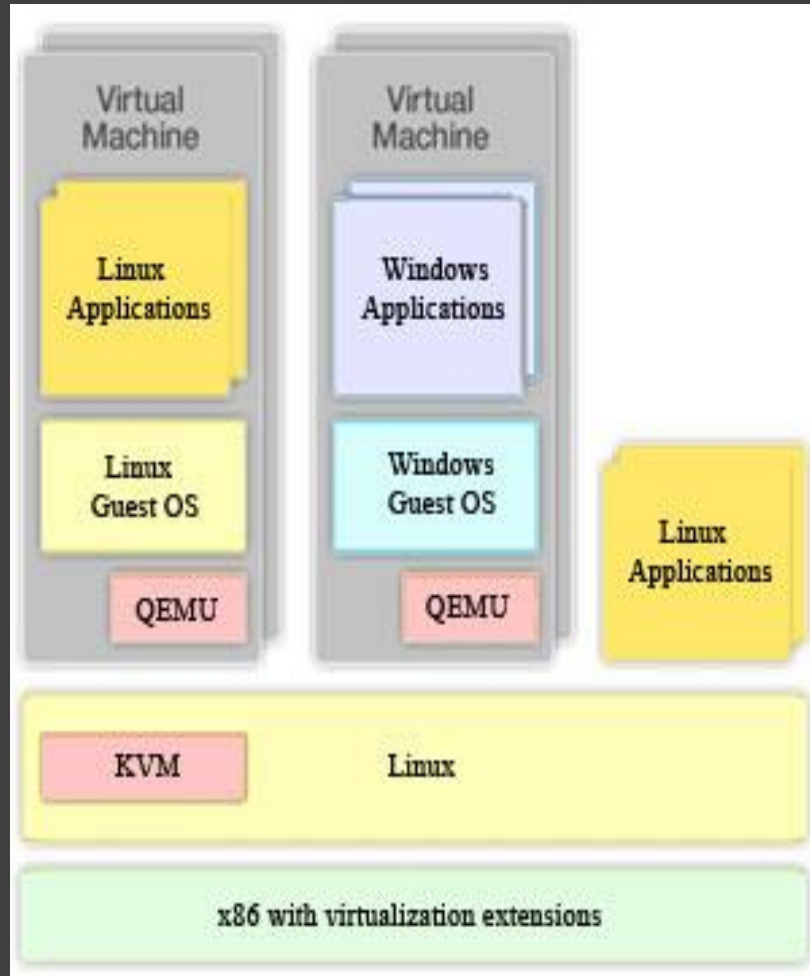 Virtual
Machine
Linux
Applications
Linux
Guest OS
QEMU
Virtual
Machine
Windows
Applications
Windows
Guest OS
QEMU
Linux
Applications
KVM
Linux
x86 with virtualization extensions